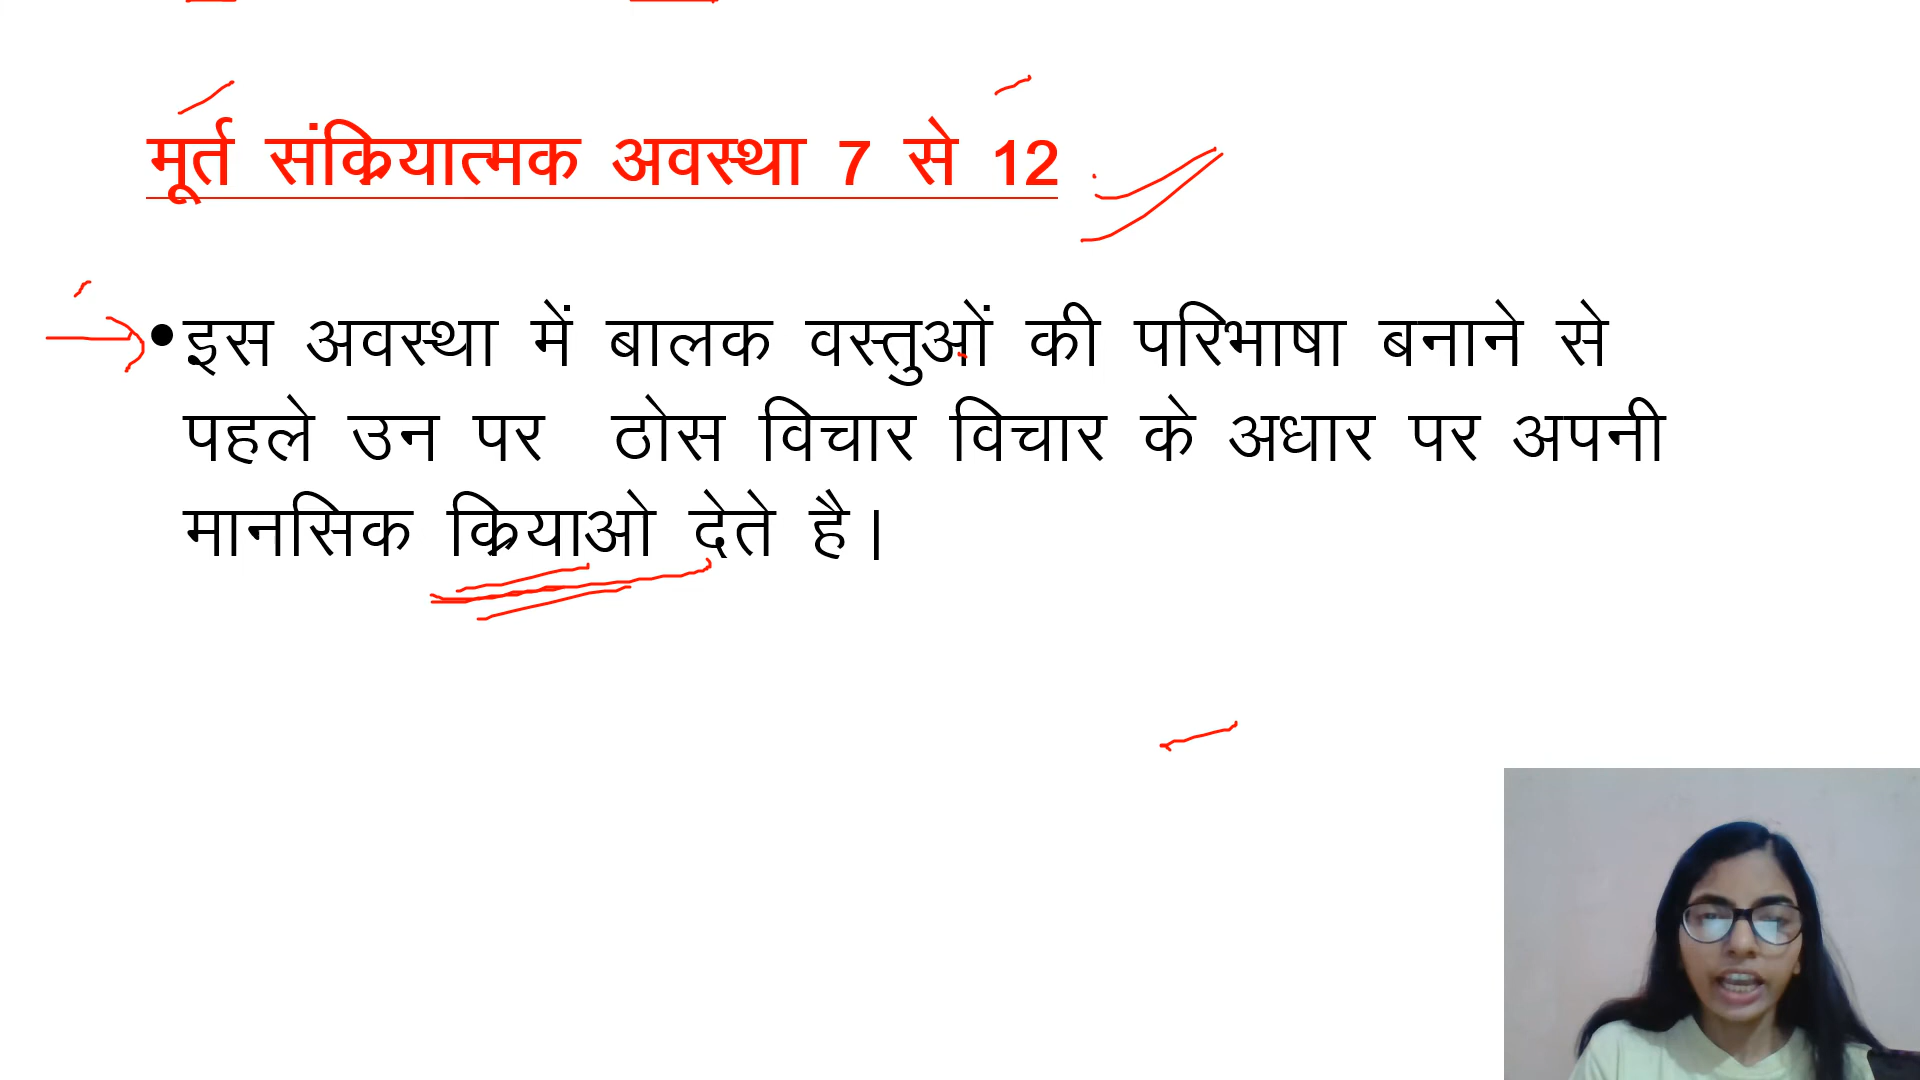 मूर्त संक्रियात्मक अवस्था 7 से 12
•इस अवस्था में बालक वस्तुओं की परिभाषा बनाने से
पहले उन पर ठोस विचार विचार के अधार पर अपनी
मानसिक क्रियाओ देते है।